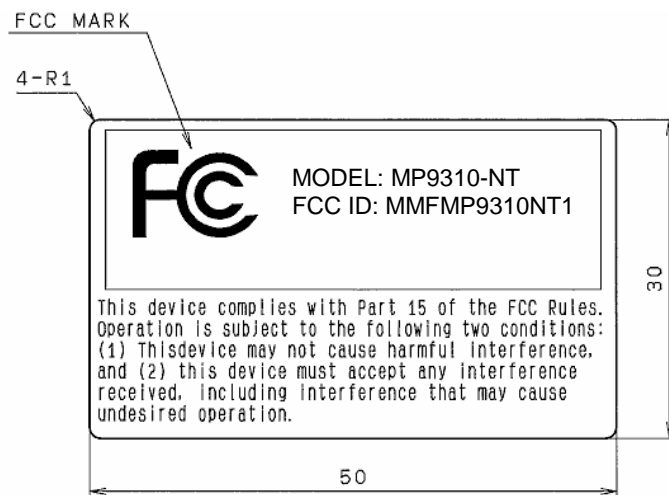 FCC MARK
4-R1
FC
MODEL: MP9310-NT
FCC ID: MMFMP9310NT1
30
This device complies with Part 15 of the FCC Rules.
Operation is subject to the following two conditions:
(1) Thisdevice may not cause harmful interference,
and (2) this device must accept any interference
received, including interference that may cause
undesired operation.
50